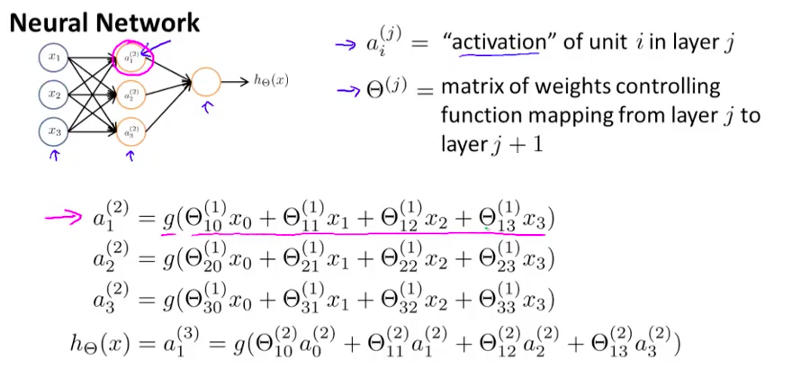 Neural Network
x₁ a₁⁽²⁾
x₂ a₂⁽²⁾ → h_Θ(x)
x₃ a₃⁽²⁾
→ aᵢ⁽ʲ⁾ = “activation” of unit i in layer j
→ Θ⁽ʲ⁾ = matrix of weights controlling
function mapping from layer j to
layer j + 1
→ a₁⁽²⁾ = g(Θ₁₀⁽¹⁾x₀ + Θ₁₁⁽¹⁾x₁ + Θ₁₂⁽¹⁾x₂ + Θ₁₃⁽¹⁾x₃)
a₂⁽²⁾ = g(Θ₂₀⁽¹⁾x₀ + Θ₂₁⁽¹⁾x₁ + Θ₂₂⁽¹⁾x₂ + Θ₂₃⁽¹⁾x₃)
a₃⁽²⁾ = g(Θ₃₀⁽¹⁾x₀ + Θ₃₁⁽¹⁾x₁ + Θ₃₂⁽¹⁾x₂ + Θ₃₃⁽¹⁾x₃)
h_Θ(x) = a₁⁽³⁾ = g(Θ₁₀⁽²⁾a₀⁽²⁾ + Θ₁₁⁽²⁾a₁⁽²⁾ + Θ₁₂⁽²⁾a₂⁽²⁾ + Θ₁₃⁽²⁾a₃⁽²⁾)